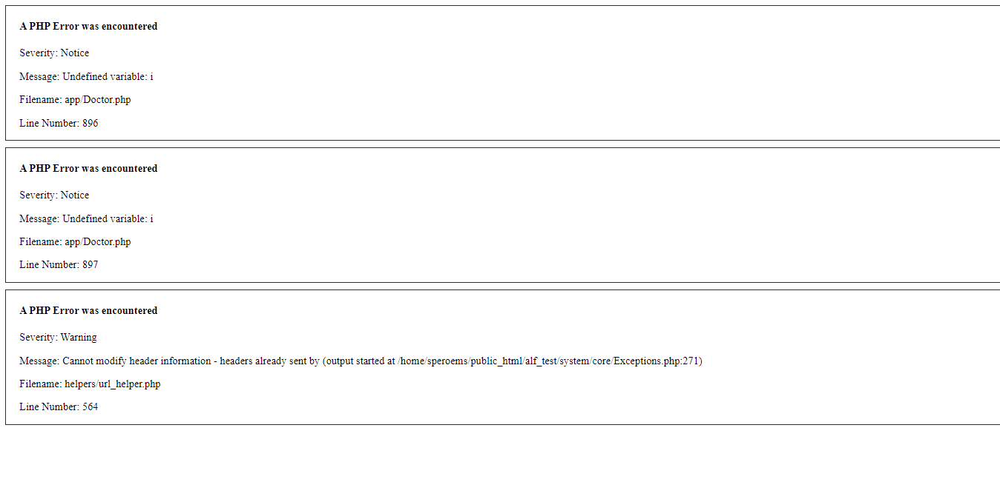 A PHP Error was encountered
Severity: Notice
Message: Undefined variable: i
Filename: app/Doctor.php
Line Number: 896
A PHP Error was encountered
Severity: Notice
Message: Undefined variable: i
Filename: app/Doctor.php
Line Number: 897
A PHP Error was encountered
Severity: Warning
Message: Cannot modify header information - headers already sent by (output started at /home/speroems/public_html/alf_test/system/core/Exceptions.php:271)
Filename: helpers/url_helper.php
Line Number: 564